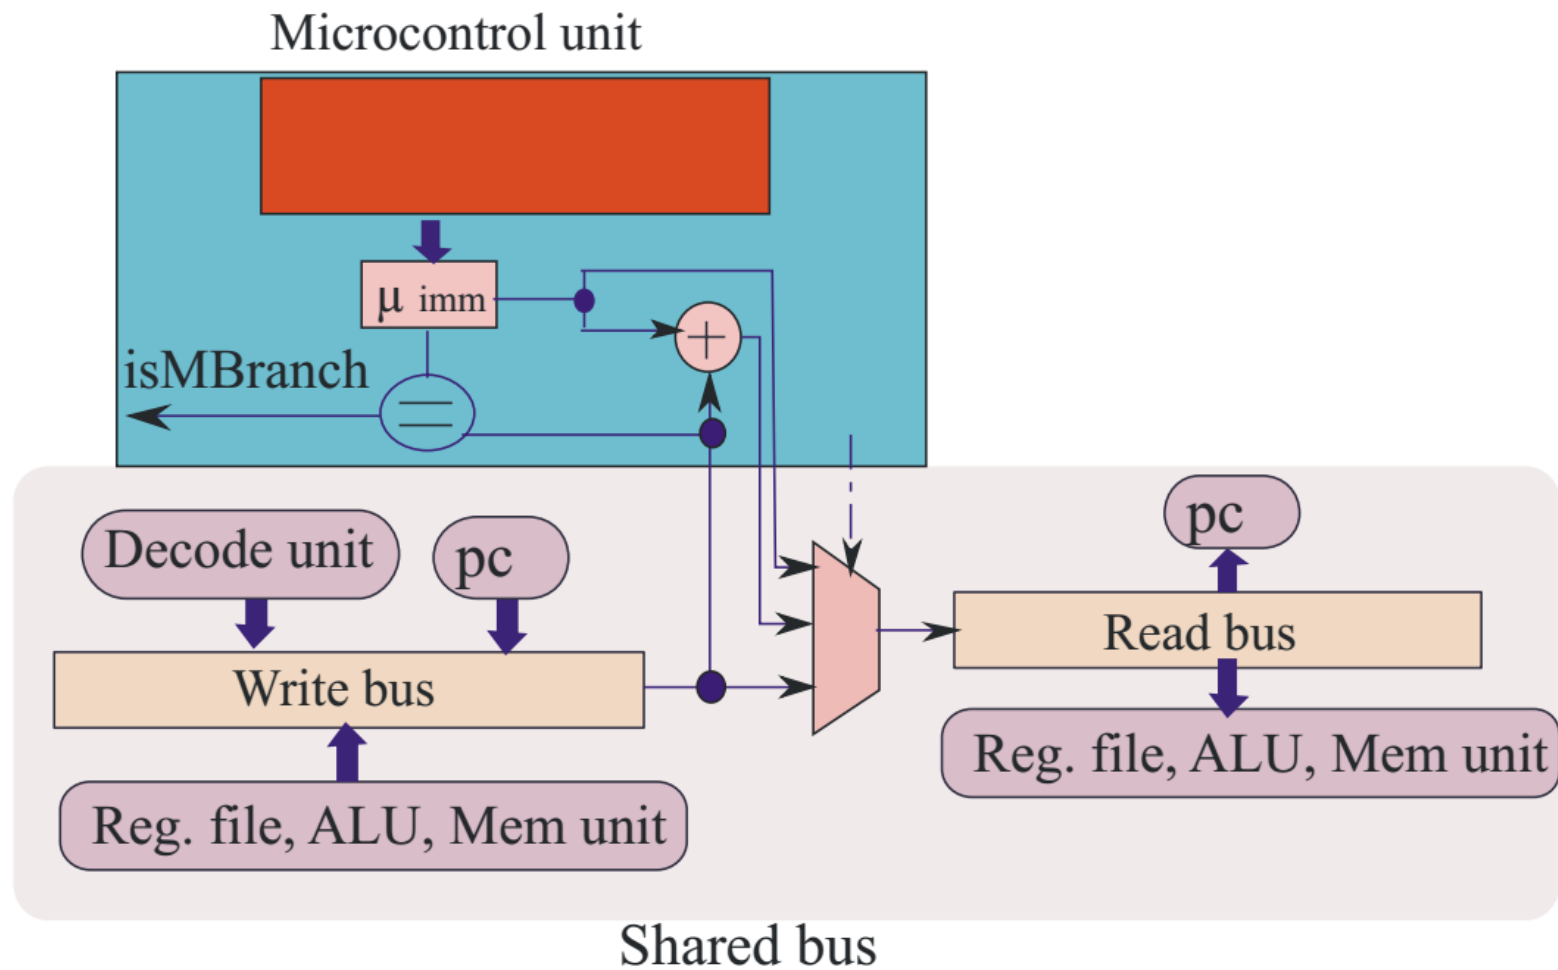 Microcontrol unit
μ imm
+
isMBranch
=
Decode unit
pc
pc
Write bus
Read bus
Reg. file, ALU, Mem unit
Reg. file, ALU, Mem unit
Shared bus